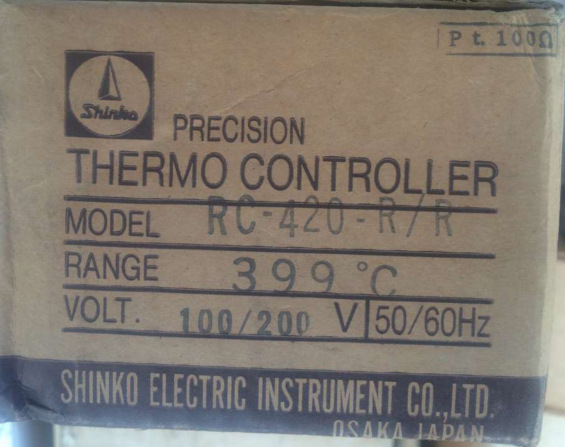 Pt.100Ω
Shinko
PRECISION
THERMO CONTROLLER
MODEL RC-420-R/R
RANGE 399°C
VOLT. 100/200 V 50/60Hz
SHINKO ELECTRIC INSTRUMENT CO.,LTD.
OSAKA JAPAN